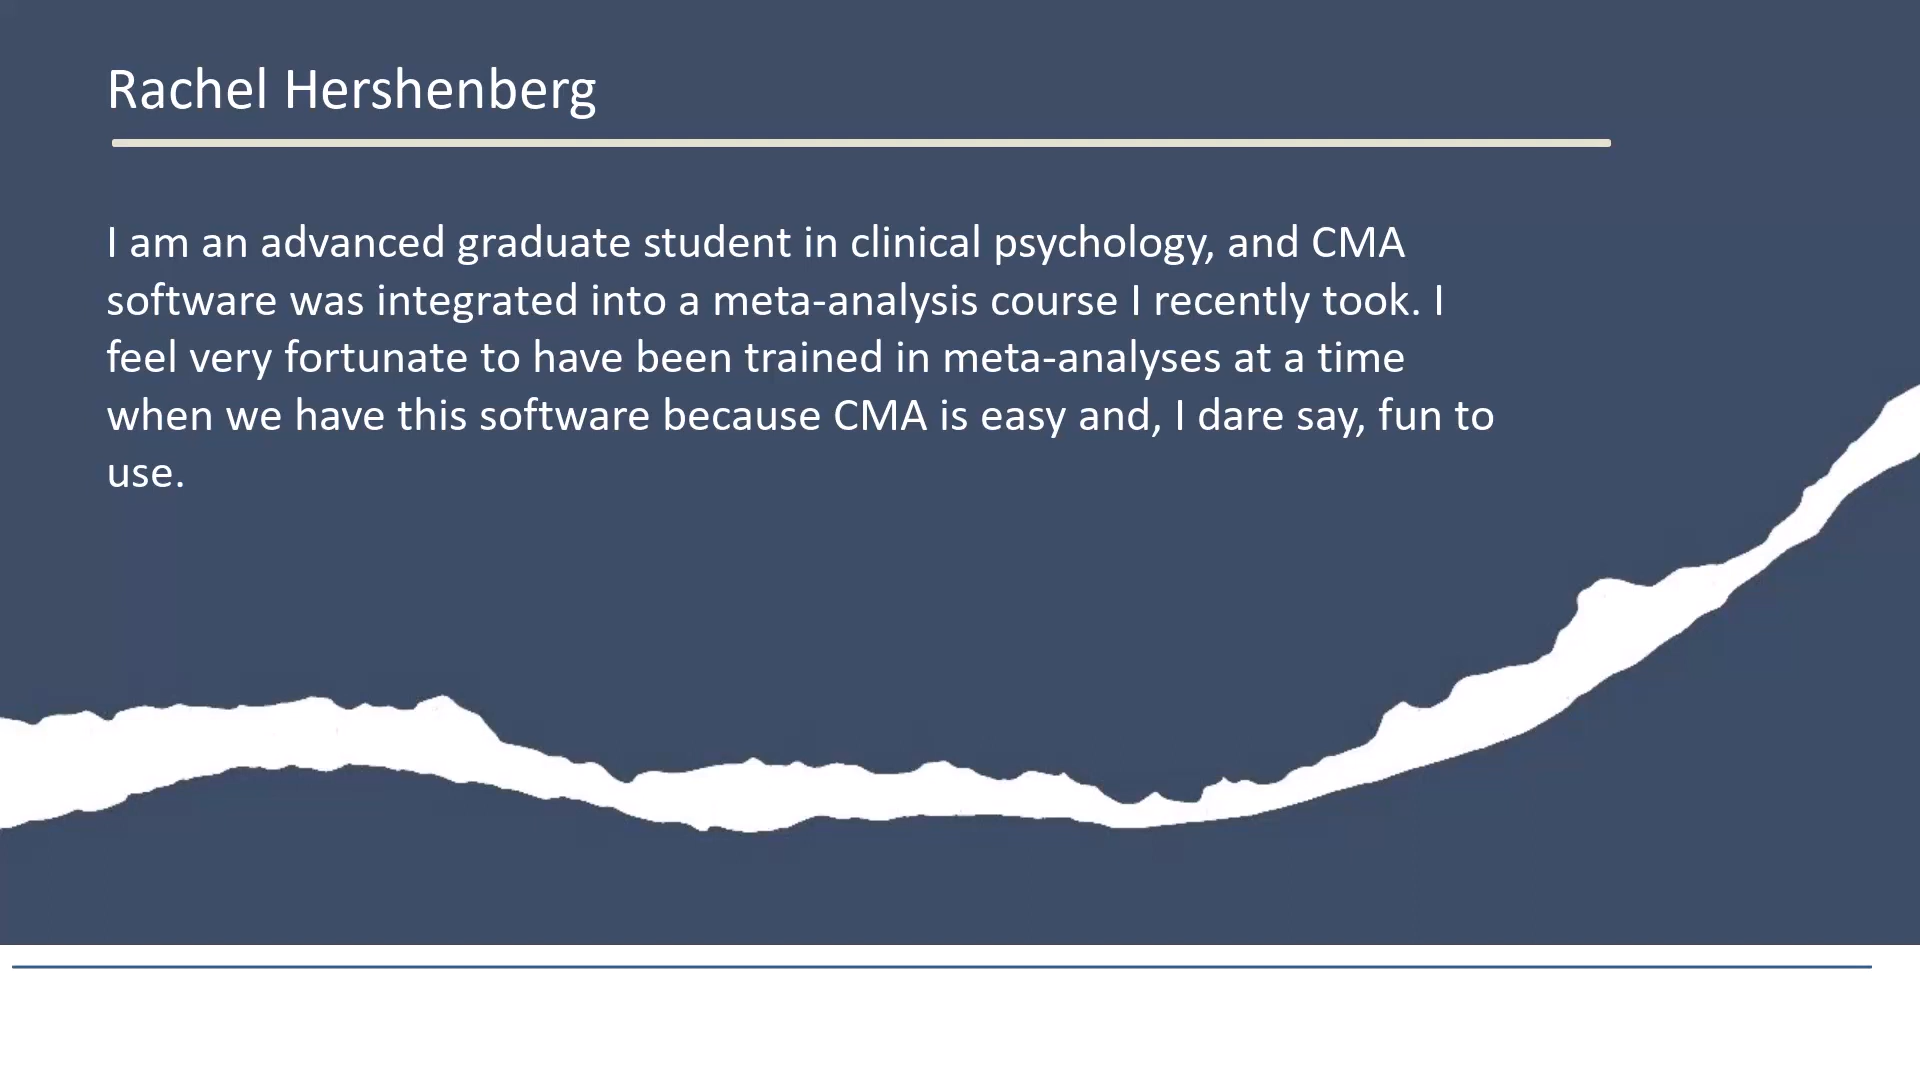 Rachel Hershenberg
I am an advanced graduate student in clinical psychology, and CMA
software was integrated into a meta-analysis course I recently took. I
feel very fortunate to have been trained in meta-analyses at a time
when we have this software because CMA is easy and, I dare say, fun to
use.